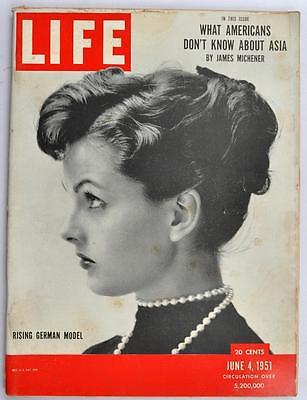 LIFE
IN THIS ISSUE
WHAT AMERICANS
DON'T KNOW ABOUT ASIA
BY JAMES MICHENER
RISING GERMAN MODEL
20 CENTS
JUNE 4, 1951
CIRCULATION OVER
5,200,000